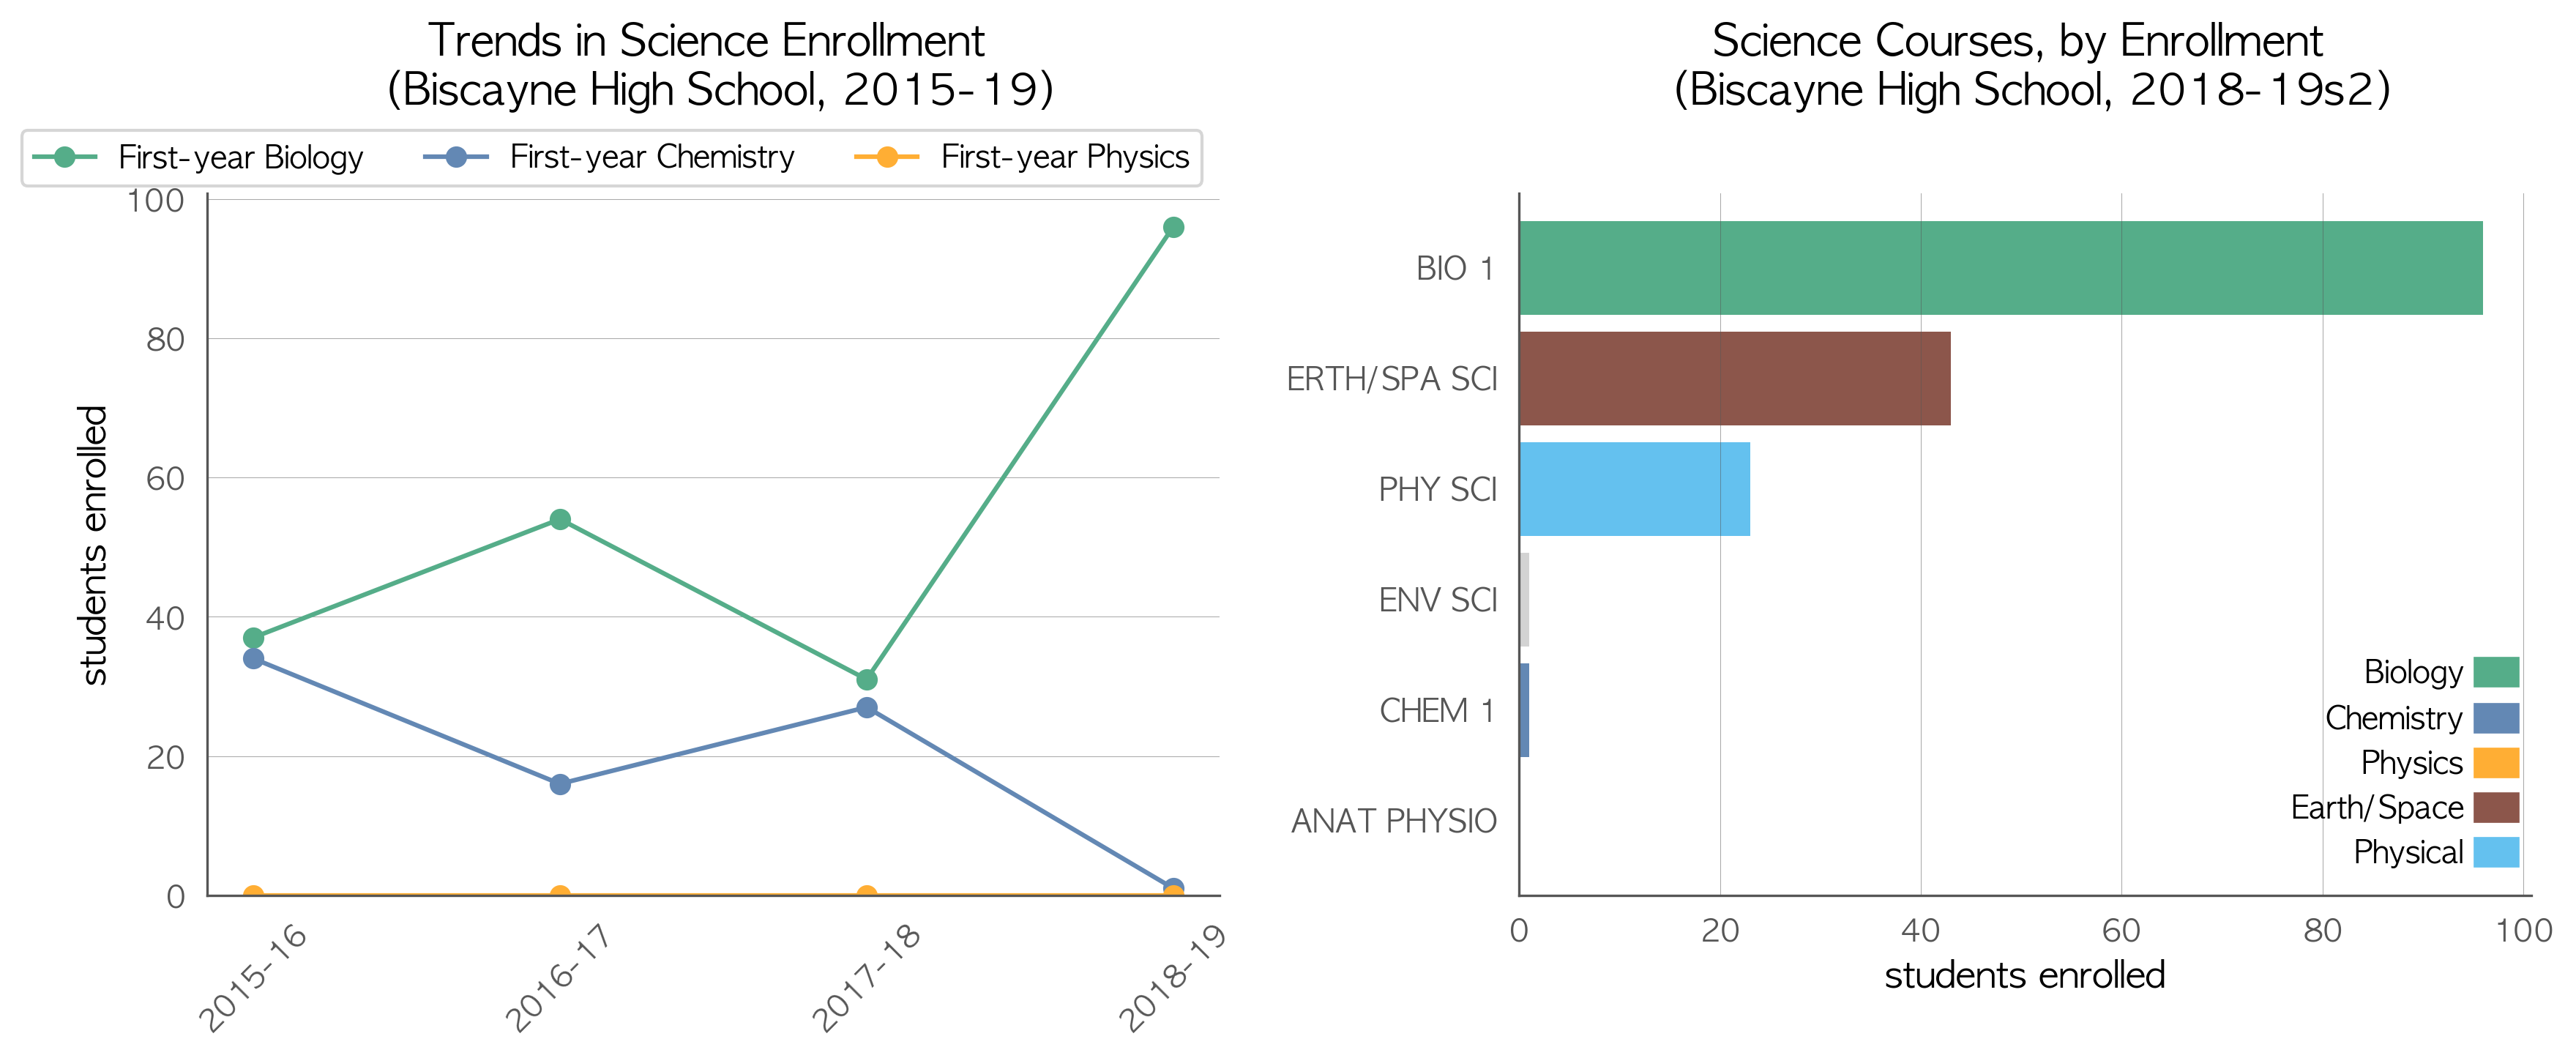 Trends in Science Enrollment
(Biscayne High School, 2015-19)
First-year Biology First-year Chemistry First-year Physics
100
80
60
40
20
0
students enrolled
2015-16 2016-17 2017-18 2018-19
Science Courses, by Enrollment
(Biscayne High School, 2018-19s2)
BIO 1
ERTH/SPA SCI
PHY SCI
ENV SCI
CHEM 1
ANAT PHYSIO
Biology
Chemistry
Physics
Earth/Space
Physical
0 20 40 60 80 100
students enrolled